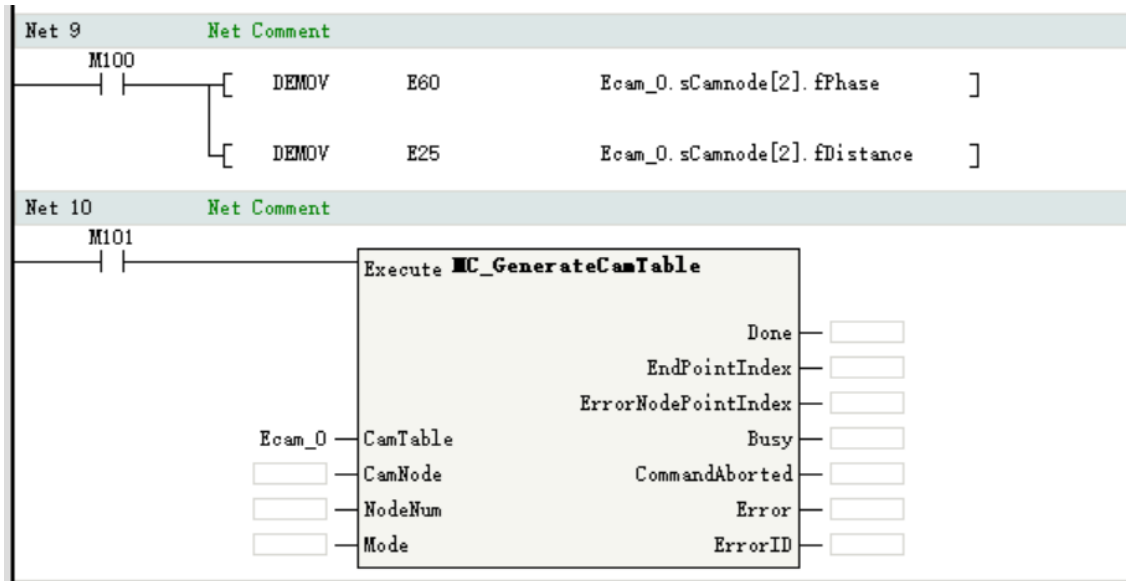 Net 9 Net Comment
M100
[ DEMOV E60 Ecam_0.sCamnode[2].fPhase ]
[ DEMOV E25 Ecam_0.sCamnode[2].fDistance ]
Net 10 Net Comment
M101
Execute MC_GenerateCamTable
Done
EndPointIndex
ErrorNodePointIndex
Ecam_0 CamTable Busy
CamNode CommandAborted
NodeNum Error
Mode ErrorID